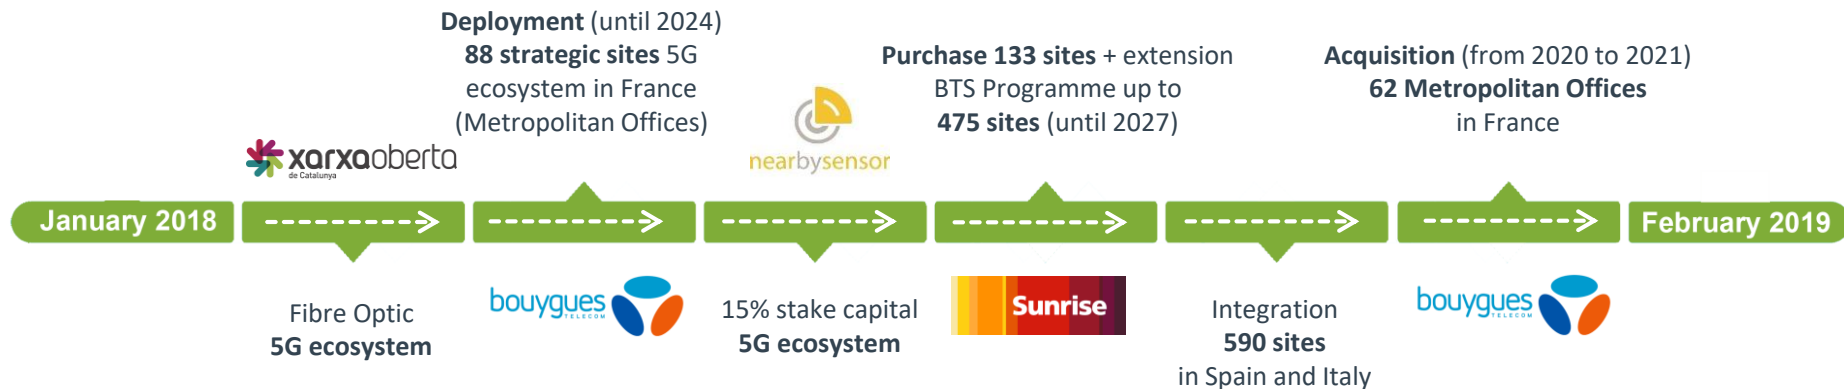 January 2018
xarxaoberta
de Catalunya
Fibre Optic
5G ecosystem
Deployment (until 2024)
88 strategic sites 5G
ecosystem in France
(Metropolitan Offices)
bouygues
TELECOM
nearbysensor
15% stake capital
5G ecosystem
Purchase 133 sites + extension
BTS Programme up to
475 sites (until 2027)
Sunrise
Integration
590 sites
in Spain and Italy
Acquisition (from 2020 to 2021)
62 Metropolitan Offices
in France
bouygues
TELECOM
February 2019